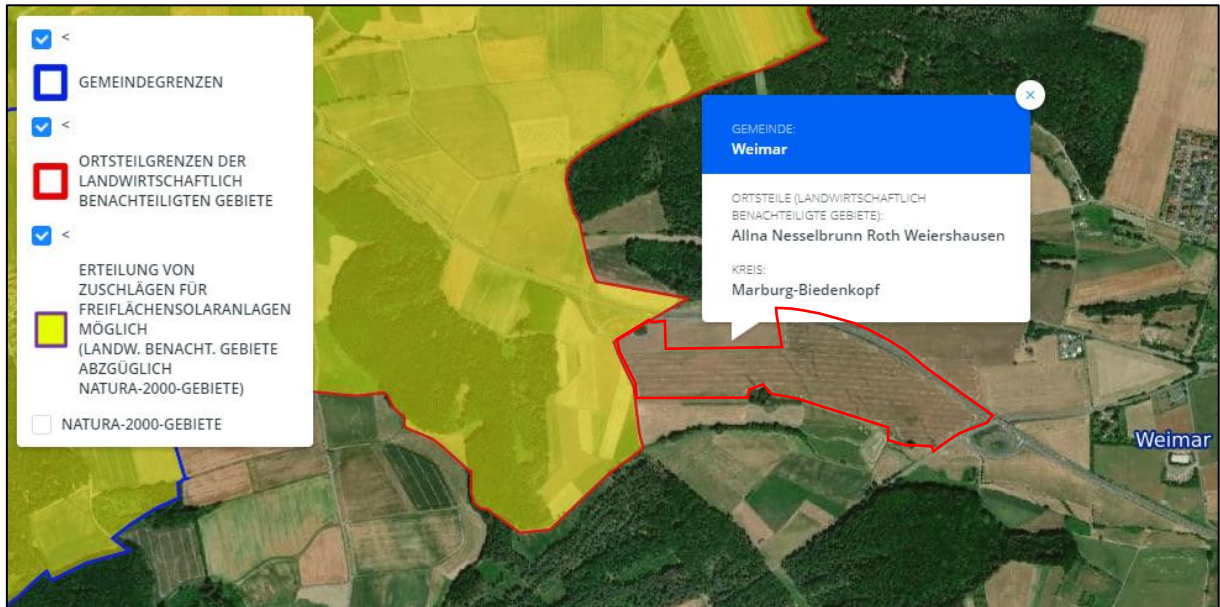 <
GEMEINDEGRENZEN
<
ORTSTEILGRENZEN DER
LANDWIRTSCHAFTLICH
BENACHTEILIGTEN GEBIETE
<
ERTEILUNG VON
ZUSCHLÄGEN FÜR
FREIFLÄCHENSOLARANLAGEN
MÖGLICH
(LANDW. BENACHT. GEBIETE
ABZGÜGLICH
NATURA-2000-GEBIETE)
NATURA-2000-GEBIETE
×
GEMEINDE:
Weimar
ORTSTEILE (LANDWIRTSCHAFTLICH
BENACHTEILIGTE GEBIETE):
Allna Nesselbrunn Roth Weiershausen
KREIS:
Marburg-Biedenkopf
Weimar